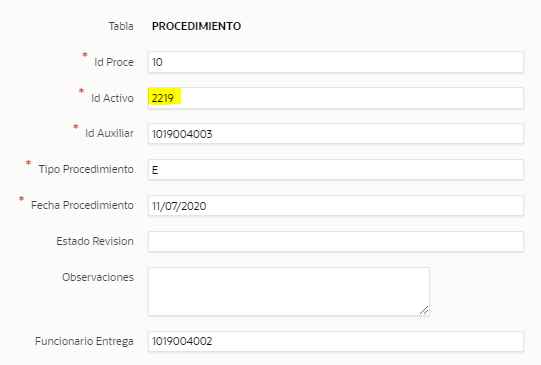 Tabla PROCEDIMIENTO
* Id Proce 10
* Id Activo 2219
* Id Auxiliar 1019004003
* Tipo Procedimiento E
* Fecha Procedimiento 11/07/2020
Estado Revision
Observaciones
Funcionario Entrega 1019004002